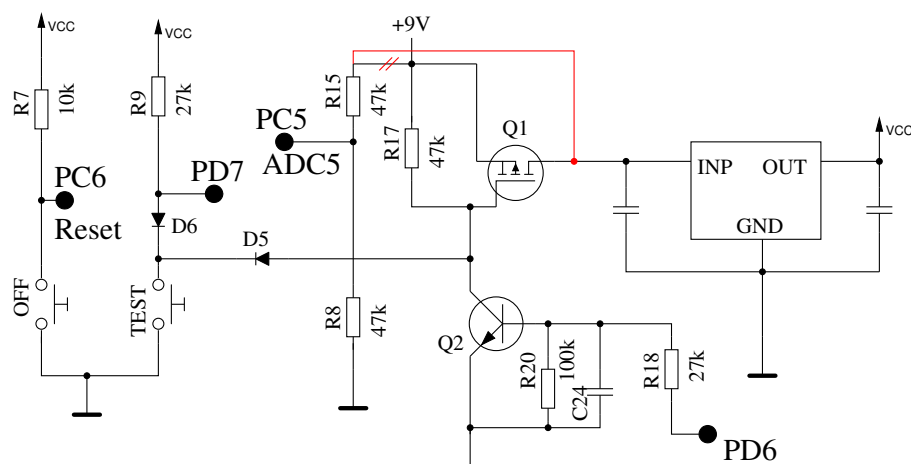 VCC
VCC
+9V
VCC
R7
10k
R9
27k
R15
47k
R17
47k
Q1
PC5
ADC5
INP
OUT
GND
PC6
Reset
PD7
D6
D5
OFF
TEST
R8
47k
Q2
R20
100k
C24
R18
27k
PD6